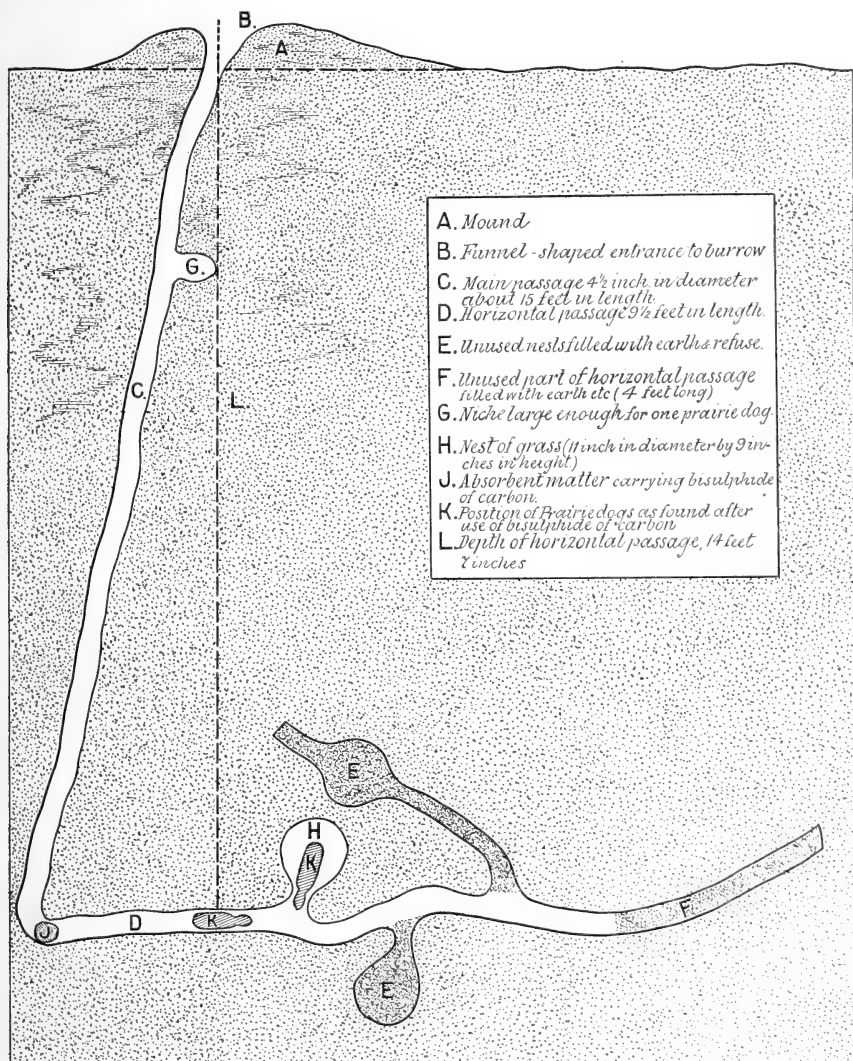 B.
A
G.
C.
L.
E
H
K
J
D
K
F
E
A. Mound
B. Funnel-shaped entrance to burrow
C. Main passage 4½ inch in diameter
about 15 feet in length.
D. Horizontal passage 9½ feet in length.
E. Unused nests filled with earth & refuse.
F. Unused part of horizontal passage
filled with earth etc (4 feet long)
G. Niche large enough for one prairie dog.
H. Nest of grass (11 inch in diameter by 9 in-
ches in height)
J. Absorbent matter carrying bisulphide
of carbon.
K. Position of Prairie dogs as found after
use of bisulphide of carbon
L. Depth of horizontal passage, 14 feet
inches